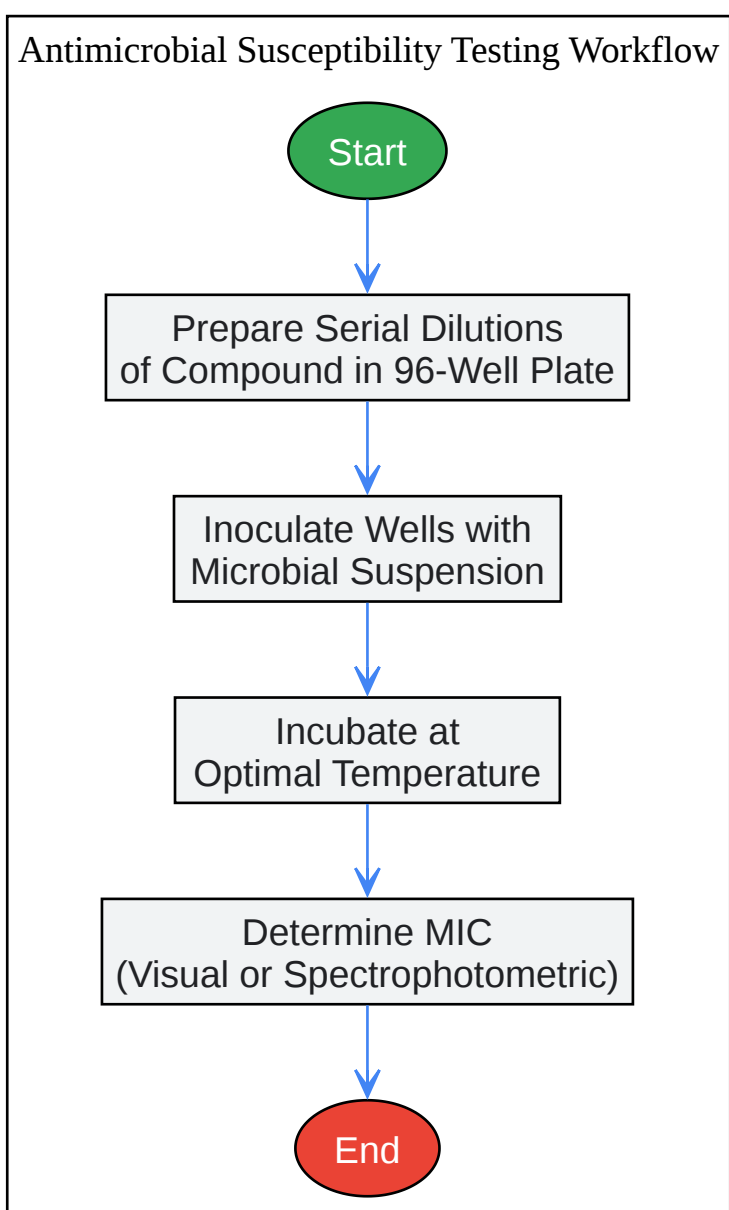 Antimicrobial Susceptibility Testing Workflow
Start
Prepare Serial Dilutions
of Compound in 96-Well Plate
Inoculate Wells with
Microbial Suspension
Incubate at
Optimal Temperature
Determine MIC
(Visual or Spectrophotometric)
End